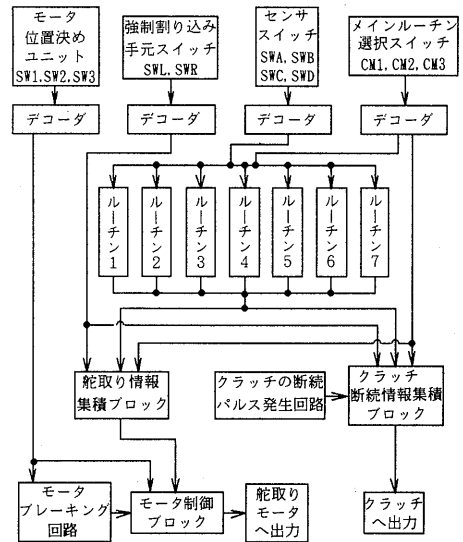 モータ
位置決め
ユニット
SW1,SW2,SW3
強制割り込み
手元スイッチ
SWL,SWR
センサ
スイッチ
SWA,SWB
SWC,SWD
メインルーチン
選択スイッチ
CM1,CM2,CM3
デコーダ
デコーダ
デコーダ
デコーダ
ルーチン1
ルーチン2
ルーチン3
ルーチン4
ルーチン5
ルーチン6
ルーチン7
舵取り情報
集積ブロック
クラッチの断続
パルス発生回路
クラッチ
断続情報集積
ブロック
モータ
ブレーキング
回路
モータ制御
ブロック
舵取り
モータ
へ出力
クラッチ
へ出力